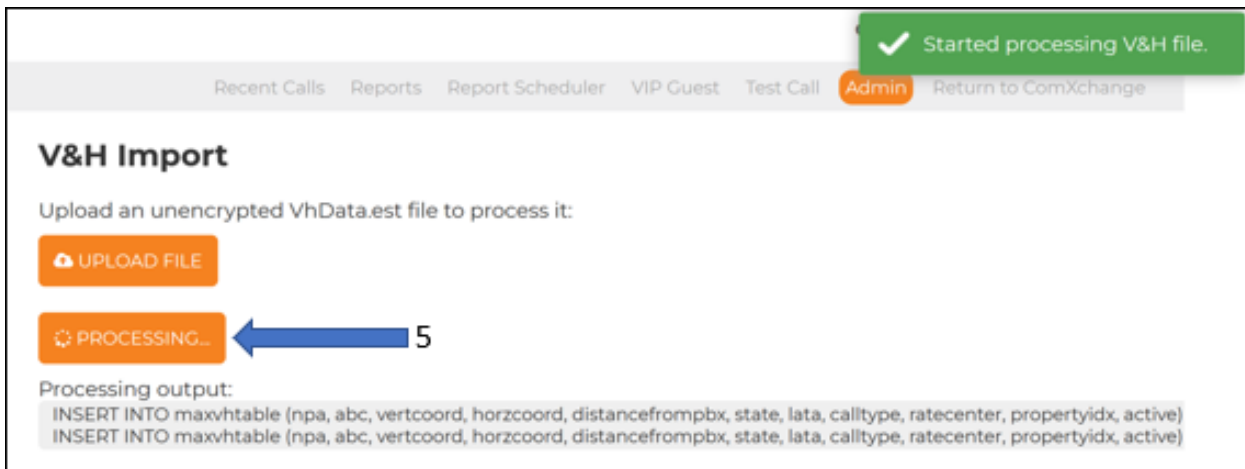 Started processing V&H file.
Recent Calls Reports Report Scheduler VIP Guest Test Call Admin Return to ComXchange
V&H Import
Upload an unencrypted VhData.est file to process it:
UPLOAD FILE
PROCESSING...
5
Processing output:
INSERT INTO maxvhtable (npa, abc, vertcoord, horzcoord, distancefrompbx, state, lata, calltype, ratecenter, propertyidx, active)
INSERT INTO maxvhtable (npa, abc, vertcoord, horzcoord, distancefrompbx, state, lata, calltype, ratecenter, propertyidx, active)